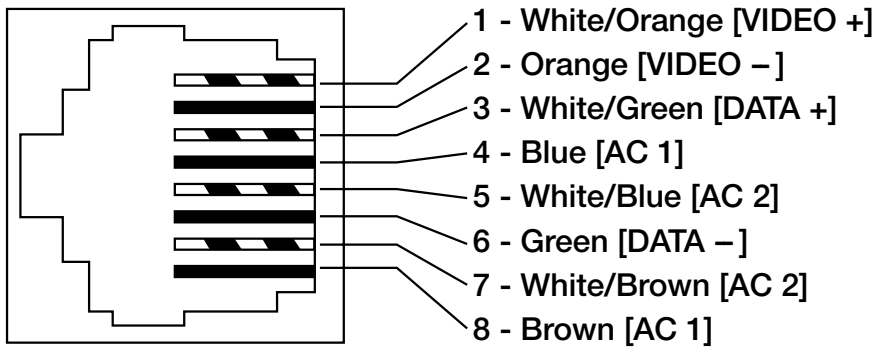 1 - White/Orange [VIDEO +]
2 - Orange [VIDEO – ]
3 - White/Green [DATA +]
4 - Blue [AC 1]
5 - White/Blue [AC 2]
6 - Green [DATA – ]
7 - White/Brown [AC 2]
8 - Brown [AC 1]